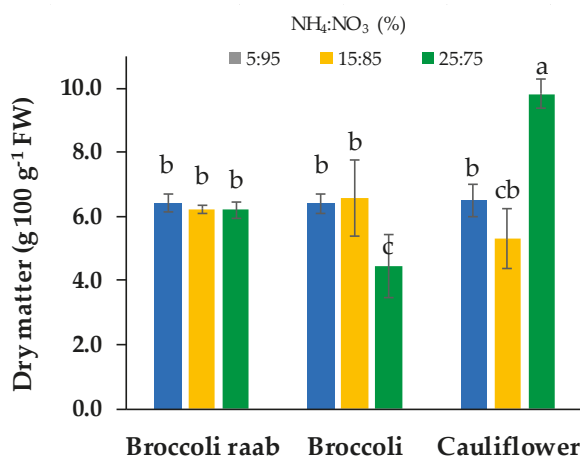 NH₄:NO₃ (%)
5:95 15:85 25:75
Dry matter (g 100 g⁻¹ FW)
10.0
8.0
6.0
4.0
2.0
0.0
b b b
b b c
b cb a
Broccoli raab Broccoli Cauliflower